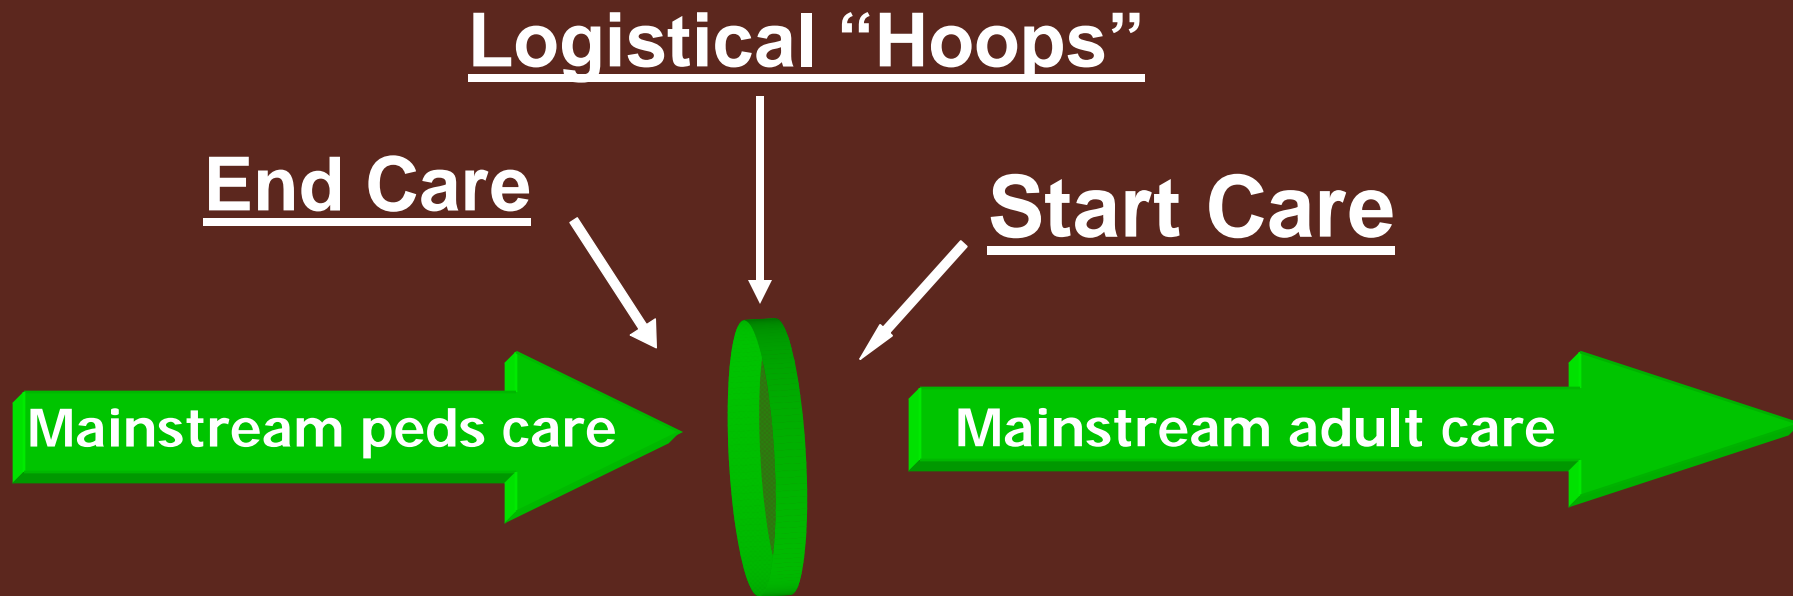 Logistical “Hoops”
End Care
Start Care
Mainstream peds care
Mainstream adult care